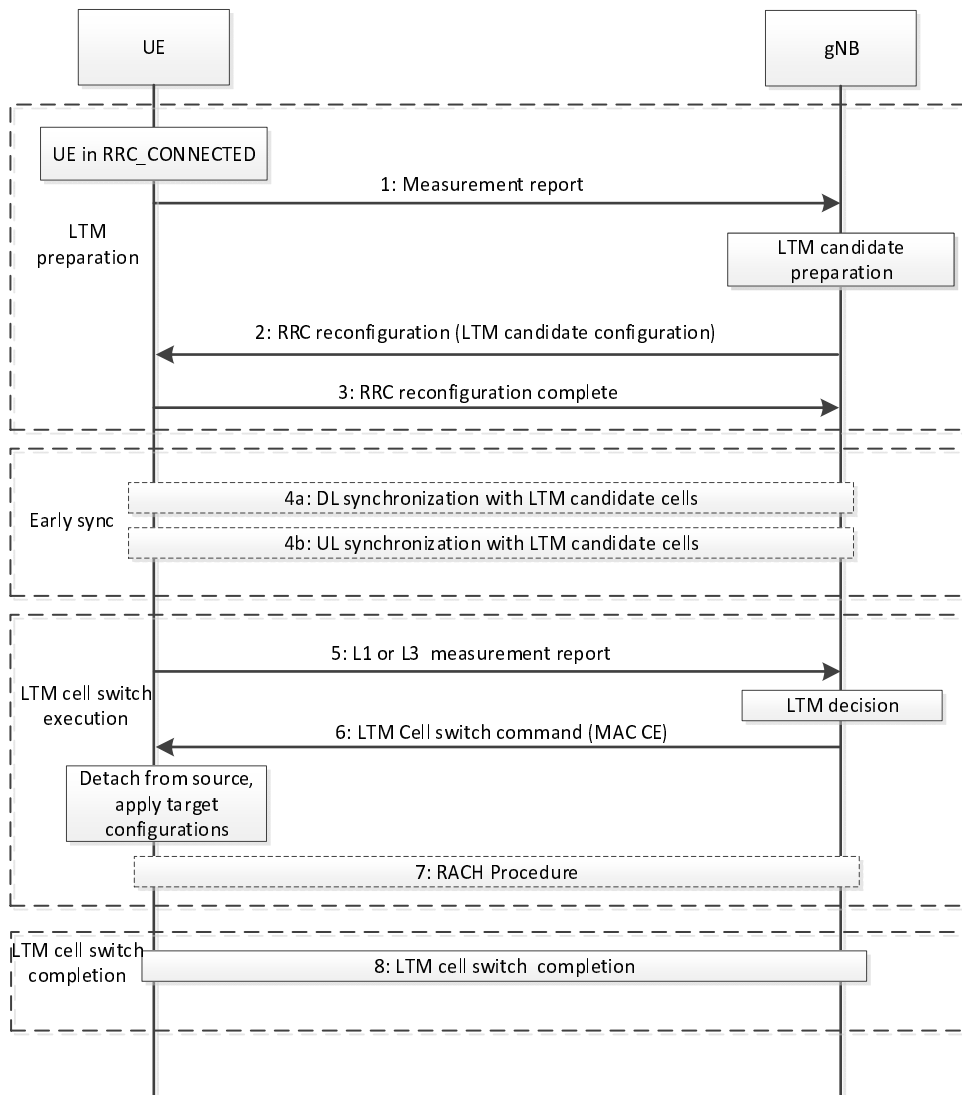 UE
gNB
UE in RRC_CONNECTED
1: Measurement report
LTM
preparation
LTM candidate
preparation
2: RRC reconfiguration (LTM candidate configuration)
3: RRC reconfiguration complete
4a: DL synchronization with LTM candidate cells
Early sync
4b: UL synchronization with LTM candidate cells
5: L1 or L3 measurement report
LTM cell switch
execution
LTM decision
6: LTM Cell switch command (MAC CE)
Detach from source,
apply target
configurations
7: RACH Procedure
LTM cell switch
completion
8: LTM cell switch completion